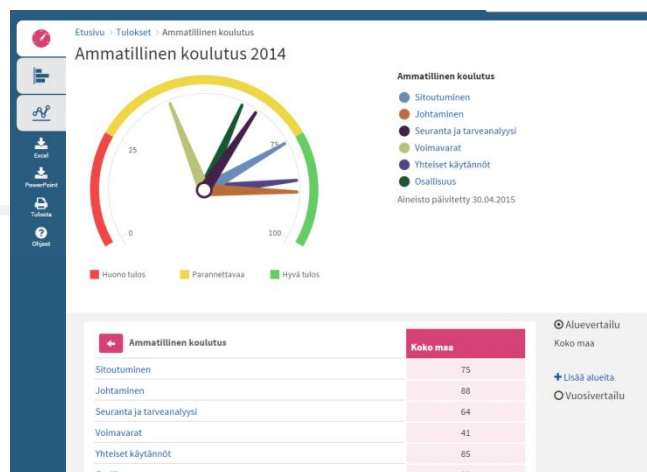 Etusivu > Tulokset > Ammatillinen koulutus
Ammatillinen koulutus 2014
Excel
PowerPoint
Tulosta
Ohjeet
25
75
0
100
Huono tulos
Parannettavaa
Hyvä tulos
Ammatillinen koulutus
Sitoutuminen
Johtaminen
Seuranta ja tarveanalyysi
Voimavarat
Yhteiset käytännöt
Osallisuus
Aineisto päivitetty 30.04.2015
Ammatillinen koulutus Koko maa
Sitoutuminen 75
Johtaminen 88
Seuranta ja tarveanalyysi 64
Voimavarat 41
Yhteiset käytännöt 85
Aluevertailu
Koko maa
+Lisää alueita
Vuosivertailu